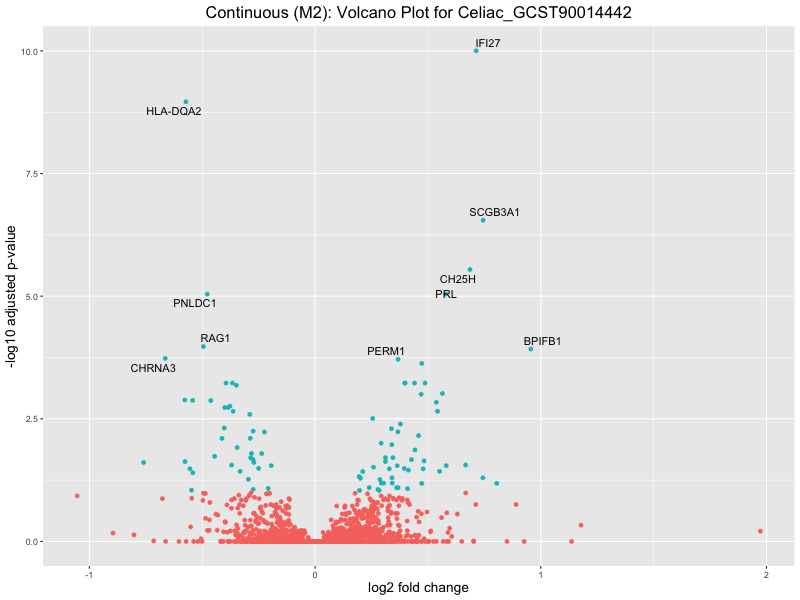 Continuous (M2): Volcano Plot for Celiac_GCST90014442
IFI27
10.0
HLA-DQA2
7.5
SCGB3A1
CH25H
PRL
5.0
PNLDC1
RAG1
BPIFB1
PERM1
CHRNA3
2.5
0.0
-1
0
1
2
-log10 adjusted p-value
log2 fold change